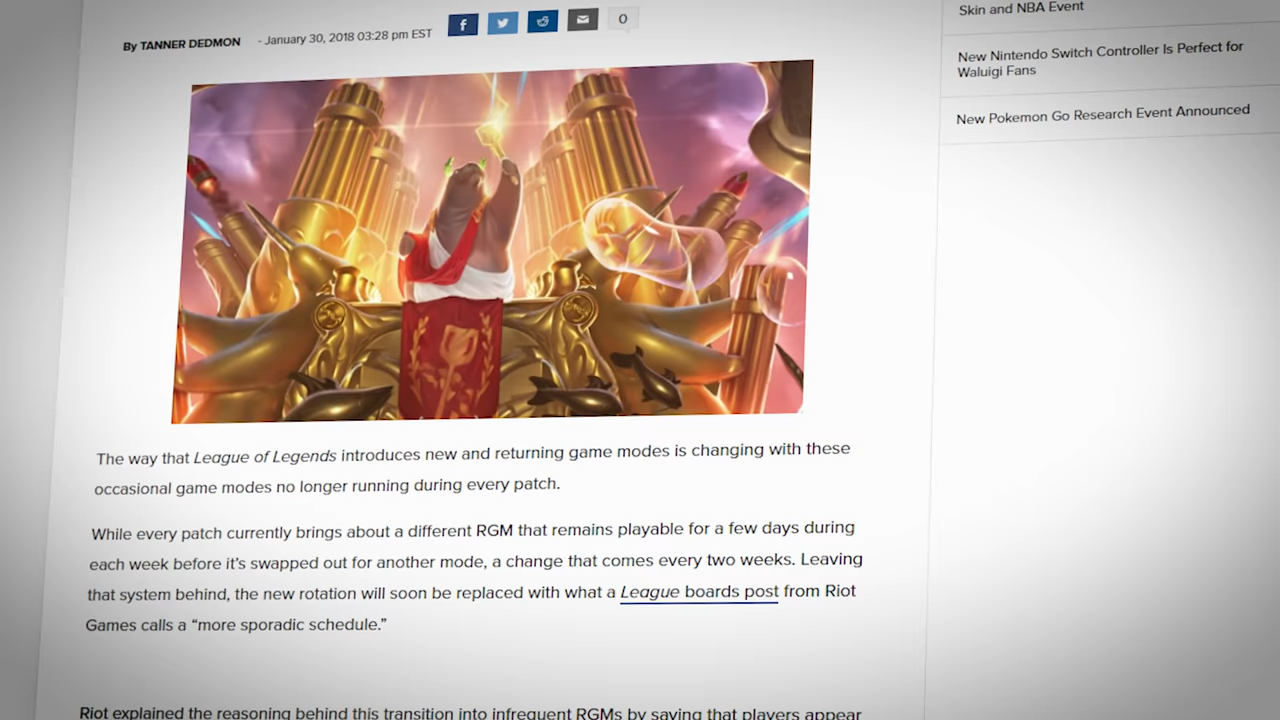 By TANNER DEDMON - January 30, 2018 03:28 pm EST
0
Skin and NBA Event
New Nintendo Switch Controller Is Perfect for
Waluigi Fans
New Pokemon Go Research Event Announced
The way that League of Legends introduces new and returning game modes is changing with these
occasional game modes no longer running during every patch.
While every patch currently brings about a different RGM that remains playable for a few days during
each week before it’s swapped out for another mode, a change that comes every two weeks. Leaving
that system behind, the new rotation will soon be replaced with what a League boards post from Riot
Games calls a “more sporadic schedule.”
Riot explained the reasoning behind this transition into infrequent RGMs by saying that players appear